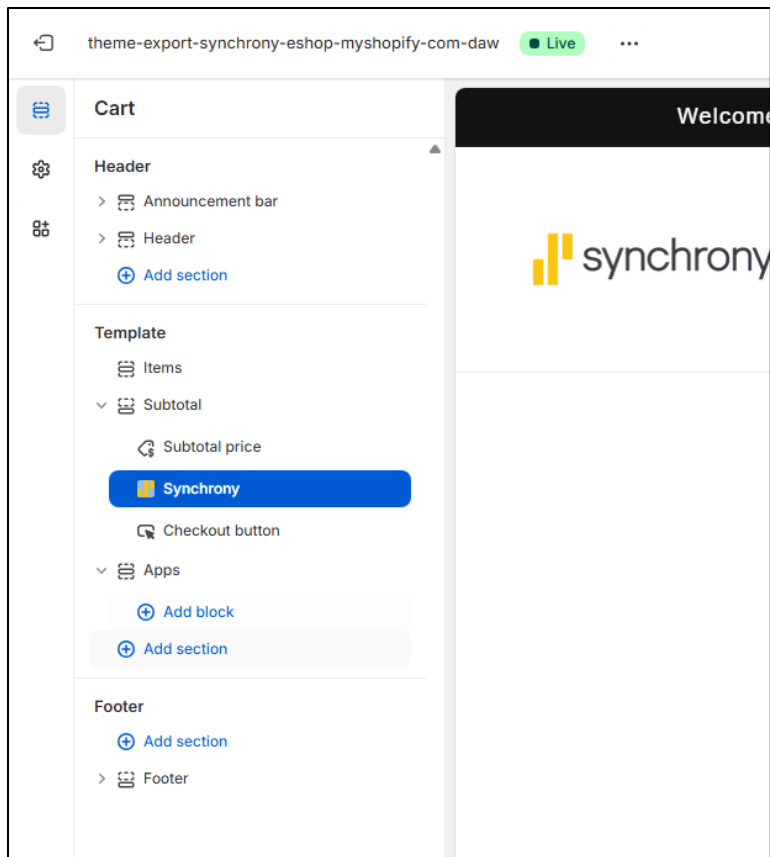 theme-export-synchrony-eshop-myshopify-com-daw Live
Cart
Header
Announcement bar
Header
Add section
Template
Items
Subtotal
Subtotal price
Synchrony
Checkout button
Apps
Add block
Add section
Footer
Add section
Footer
Welcome
synchrony